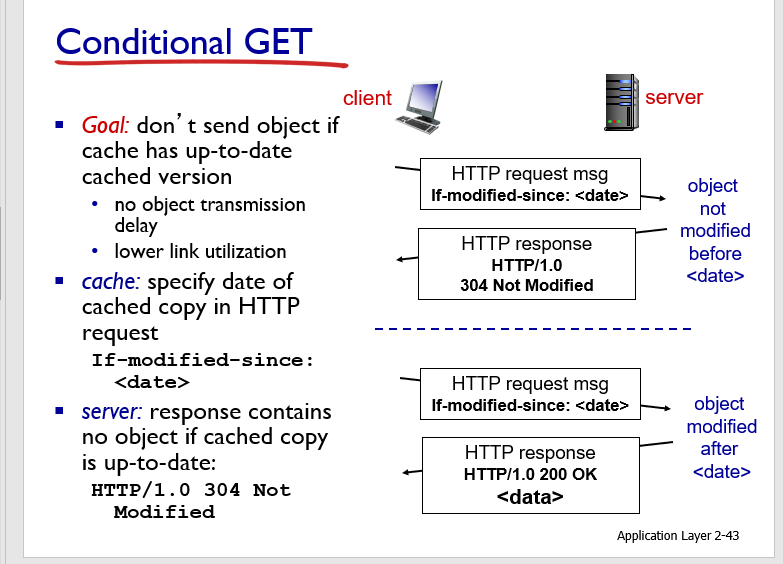 Conditional GET
client
server
▪ Goal: don’t send object if
cache has up-to-date
cached version
• no object transmission
delay
• lower link utilization
▪ cache: specify date of
cached copy in HTTP
request
If-modified-since:
<date>
▪ server: response contains
no object if cached copy
is up-to-date:
HTTP/1.0 304 Not
Modified
HTTP request msg
If-modified-since: <date>
object
not
modified
before
<date>
HTTP response
HTTP/1.0
304 Not Modified
HTTP request msg
If-modified-since: <date>
object
modified
after
<date>
HTTP response
HTTP/1.0 200 OK
<data>
Application Layer 2-43